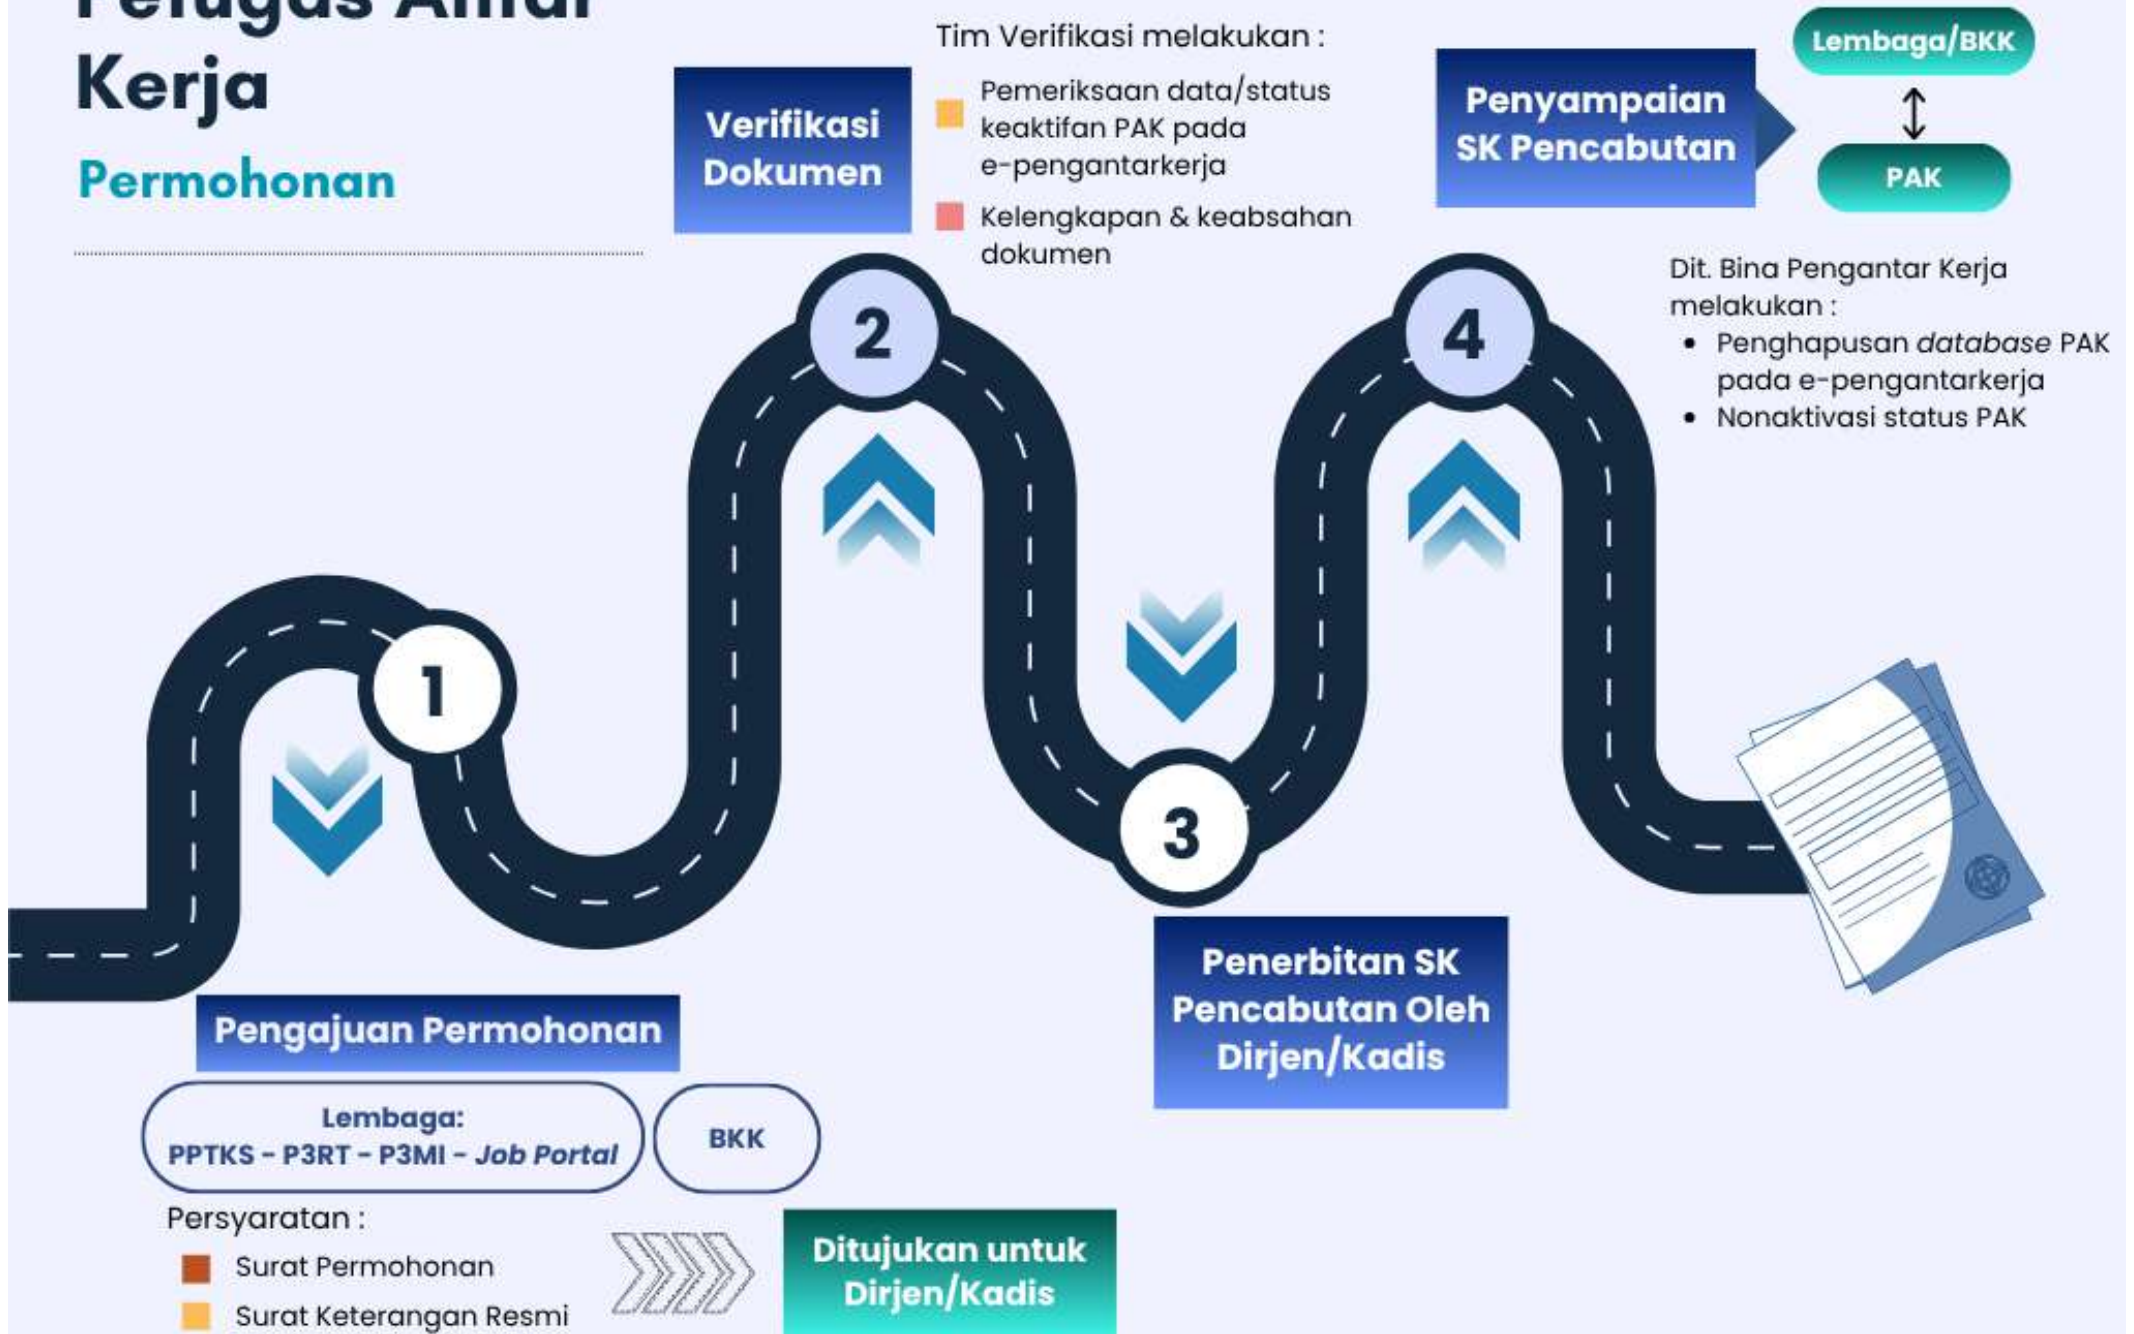 Petugas Antar
Kerja
Permohonan
Verifikasi
Dokumen
Tim Verifikasi melakukan :
Pemeriksaan data/status
keaktifan PAK pada
e-pengantarkerja
Kelengkapan & keabsahan
dokumen
Penyampaian
SK Pencabutan
Lembaga/BKK
PAK
Dit. Bina Pengantar Kerja
melakukan :
• Penghapusan database PAK
pada e-pengantarkerja
• Nonaktivasi status PAK
2
4
1
3
Pengajuan Permohonan
Lembaga:
PPTKS - P3RT - P3MI - Job Portal
BKK
Penerbitan SK
Pencabutan Oleh
Dirjen/Kadis
Persyaratan :
Surat Permohonan
Surat Keterangan Resmi
Ditujukan untuk
Dirjen/Kadis